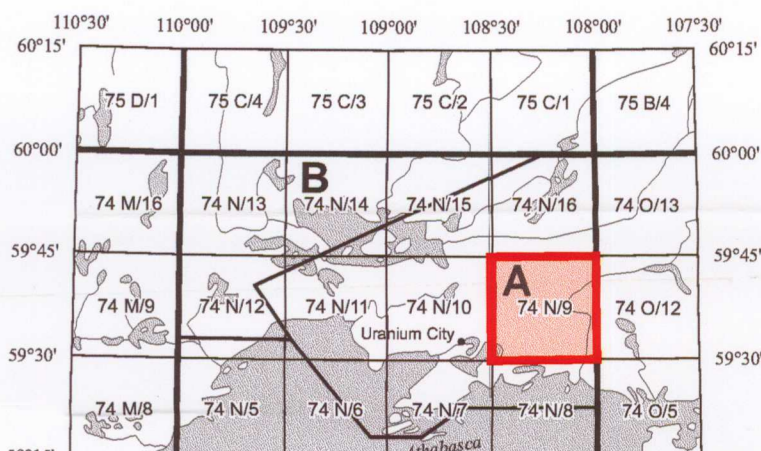 110°30' 110°00' 109°30' 109°00' 108°30' 108°00' 107°30'
60°15' 60°15'
75 D/1 75 C/4 75 C/3 75 C/2 75 C/1 75 B/4
60°00' 60°00'
B
74 M/16 74 N/13 74 N/14 74 N/15 74 N/16 74 O/13
59°45' 59°45'
A
74 M/9 74 N/12 74 N/11 74 N/10 74 N/9 74 O/12
Uranium City
59°30' 59°30'
74 M/8 74 N/5 74 N/6 74 N/7 74 N/8 74 O/5
Athabasca